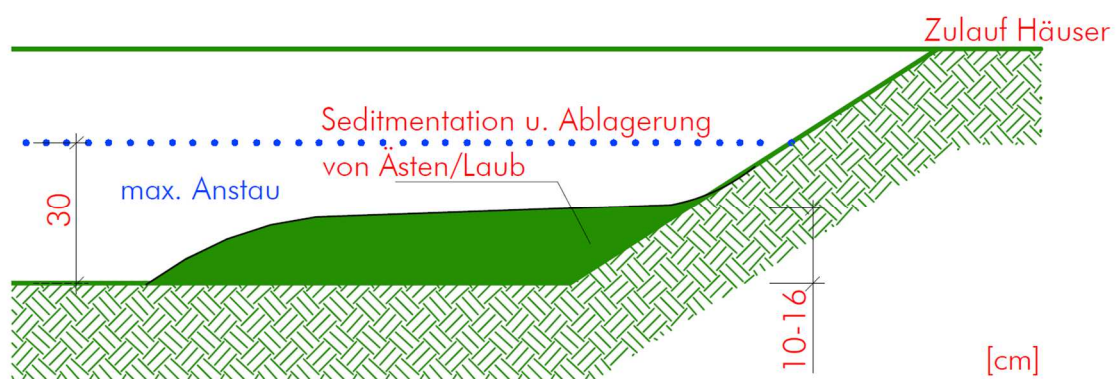 Zulauf Häuser
Seditmentation u. Ablagerung
von Ästen/Laub
max. Anstau
30
10-16
[cm]